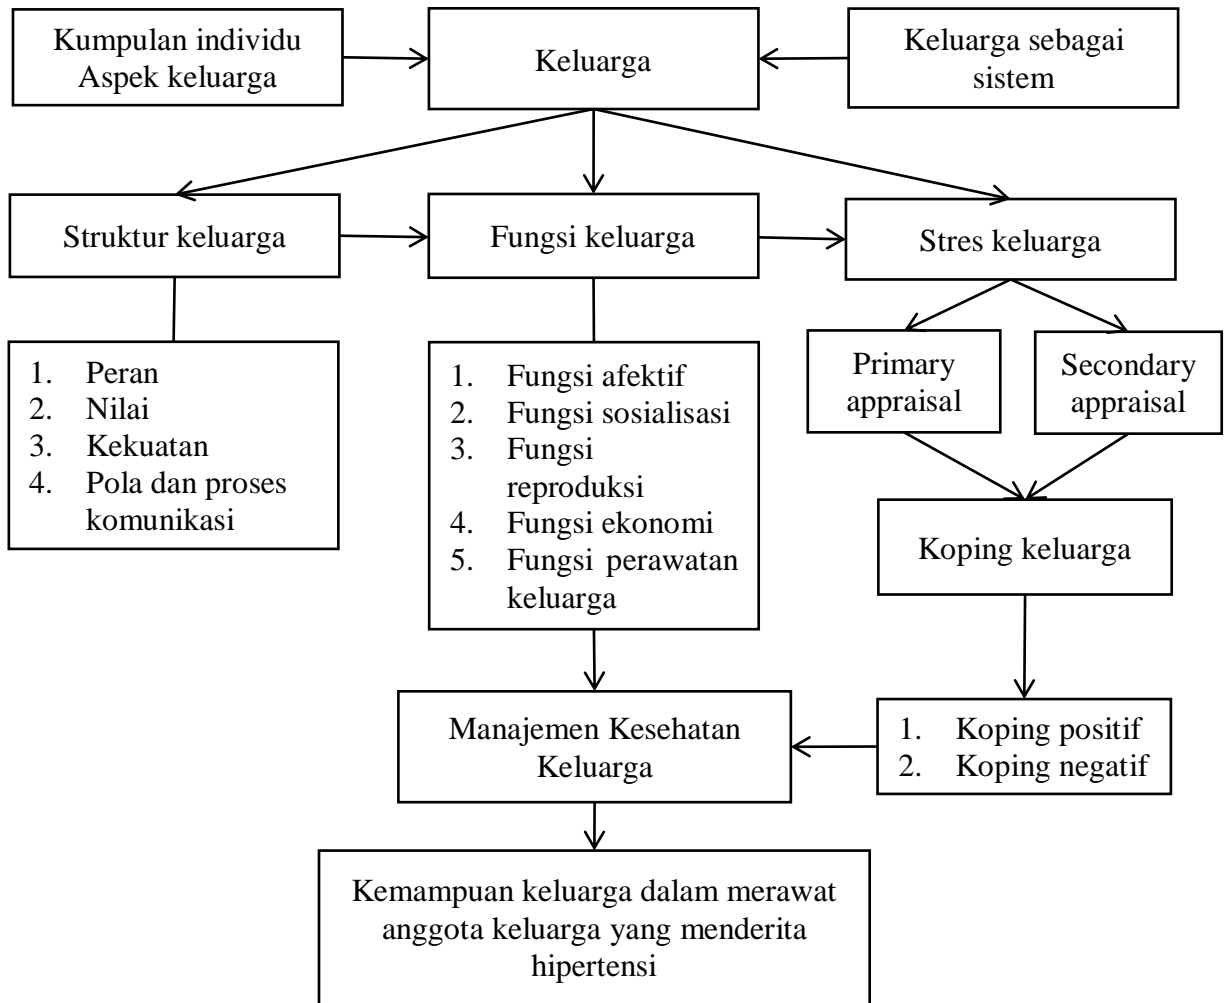 Kumpulan individu
Aspek keluarga
Keluarga
Keluarga sebagai
sistem
Struktur keluarga
Fungsi keluarga
Stres keluarga
1. Peran
2. Nilai
3. Kekuatan
4. Pola dan proses
komunikasi
1. Fungsi afektif
2. Fungsi sosialisasi
3. Fungsi
reproduksi
4. Fungsi ekonomi
5. Fungsi perawatan
keluarga
Primary
appraisal
Secondary
appraisal
Koping keluarga
Manajemen Kesehatan
Keluarga
1. Koping positif
2. Koping negatif
Kemampuan keluarga dalam merawat
anggota keluarga yang menderita
hipertensi